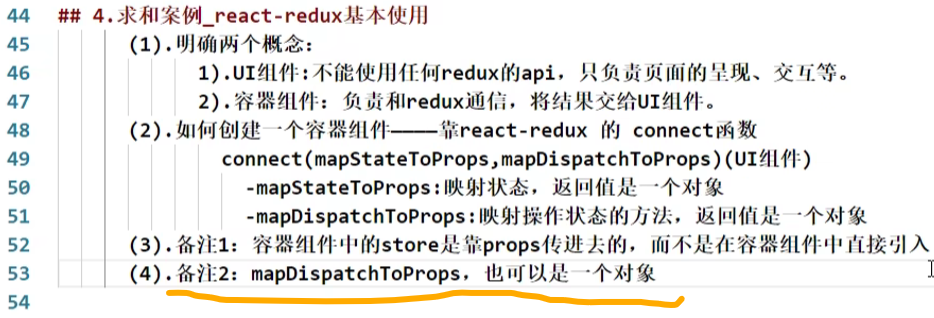 44 ## 4.求和案例_react-redux基本使用
45 (1).明确两个概念：
46 1).UI组件:不能使用任何redux的api，只负责页面的呈现、交互等。
47 2).容器组件：负责和redux通信，将结果交给UI组件。
48 (2).如何创建一个容器组件————靠react-redux 的 connect函数
49 connect(mapStateToProps,mapDispatchToProps)(UI组件)
50 -mapStateToProps:映射状态，返回值是一个对象
51 -mapDispatchToProps:映射操作状态的方法，返回值是一个对象
52 (3).备注1：容器组件中的store是靠props传进去的，而不是在容器组件中直接引入
53 (4).备注2：mapDispatchToProps，也可以是一个对象
54